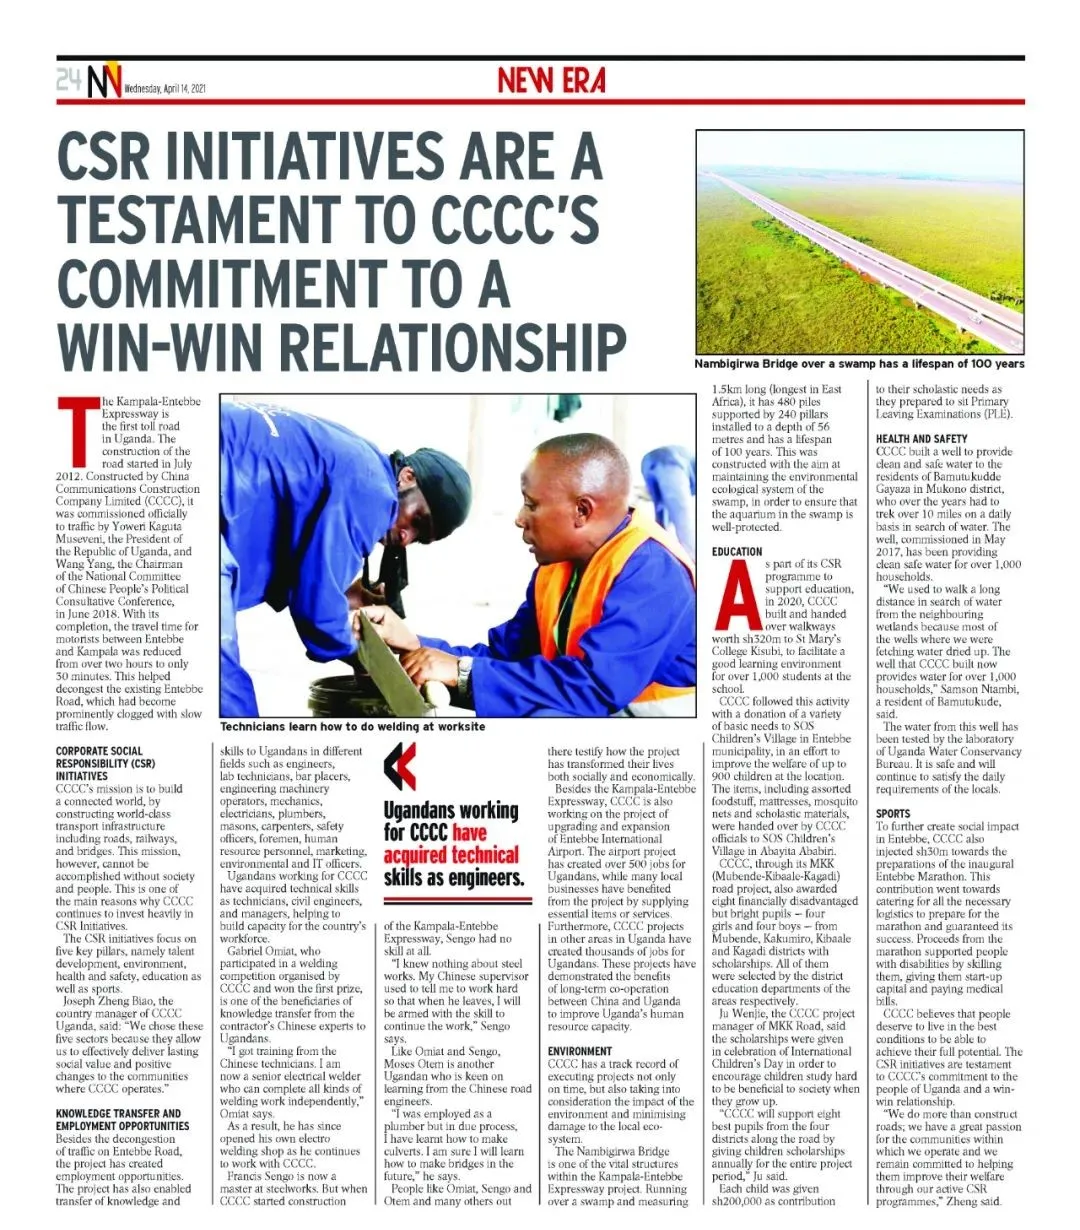 24 Wednesday, April 14, 2021
NEW ERA
CSR INITIATIVES ARE A
TESTAMENT TO CCCC'S
COMMITMENT TO A
WIN-WIN RELATIONSHIP
Nambigirwa Bridge over a swamp has a lifespan of 100 years
The Kampala-Entebbe
Expressway is
the first toll road
in Uganda. The
construction of the
road started in July
2012. Constructed by China
Communications Construction
Company Limited (CCCC), it
was commissioned officially
to traffic by Yoweri Kaguta
Museveni, the President of
the Republic of Uganda, and
Wang Yang, the Chairman
of the National Committee
of Chinese People's Political
Consultative Conference,
in June 2018. With its
completion, the travel time for
motorists between Entebbe
and Kampala was reduced
from over two hours to only
30 minutes. This helped
decongest the existing Entebbe
Road, which had become
prominently clogged with slow
traffic flow.
CORPORATE SOCIAL
RESPONSIBILITY (CSR)
INITIATIVES
CCCC's mission is to build
a connected world, by
constructing world-class
transport infrastructure
including roads, railways,
and bridges. This mission,
however, cannot be
accomplished without society
and people. This is one of
the main reasons why CCCC
continues to invest heavily in
CSR Initiatives.
The CSR initiatives focus on
five key pillars, namely talent
development, environment,
health and safety, education as
well as sports.
Joseph Zheng Biao, the
country manager of CCCC
Uganda, said: "We chose these
five sectors because they allow
us to effectively deliver lasting
social value and positive
changes to the communities
where CCCC operates."
KNOWLEDGE TRANSFER AND
EMPLOYMENT OPPORTUNITIES
Besides the decongestion
of traffic on Entebbe Road,
the project has created
employment opportunities.
The project has also enabled
transfer of knowledge and
Technicians learn how to do welding at worksite
skills to Ugandans in different
fields such as engineers,
lab technicians, bar placers,
engineering machinery
operators, mechanics,
electricians, plumbers,
masons, carpenters, safety
officers, foremen, human
resource personnel, marketing,
environmental and IT officers.
Ugandans working for CCCC
have acquired technical skills
as technicians, civil engineers,
and managers, helping to
build capacity for the country's
workforce.
Gabriel Omiat, who
participated in a welding
competition organised by
CCCC and won the first prize,
is one of the beneficiaries of
knowledge transfer from the
contractor's Chinese experts to
Ugandans.
"I got training from the
Chinese technicians. I am
now a senior electrical welder
who can complete all kinds of
welding work independently,"
Omiat says.
As a result, he has since
opened his own electro
welding shop as he continues
to work with CCCC.
Francis Sengo is now a
master at steelworks. But when
CCCC started construction
Ugandans working
for CCCC have
acquired technical
skills as engineers.
of the Kampala-Entebbe
Expressway, Sengo had no
skill at all.
"I knew nothing about steel
works. My Chinese supervisor
used to tell me to work hard
so that when he leaves, I will
be armed with the skill to
continue the work," Sengo
says.
Like Omiat and Sengo,
Moses Otem is another
Ugandan who is keen on
learning from the Chinese road
engineers.
"I was employed as a
plumber but in due process,
I have learnt how to make
culverts. I am sure I will learn
how to make bridges in the
future," he says.
People like Omiat, Sengo and
Otem and many others out
there testify how the project
has transformed their lives
both socially and economically.
Besides the Kampala-Entebbe
Expressway, CCCC is also
working on the project of
upgrading and expansion
of Entebbe International
Airport. The airport project
has created over 500 jobs for
Ugandans, while many local
businesses have benefited
from the project by supplying
essential items or services.
Furthermore, CCCC projects
in other areas in Uganda have
created thousands of jobs for
Ugandans. These projects have
demonstrated the benefits
of long-term co-operation
between China and Uganda
to improve Uganda's human
resource capacity.
ENVIRONMENT
CCCC has a track record of
executing projects not only
on time, but also taking into
consideration the impact of the
environment and minimising
damage to the local eco-
system.
The Nambigirwa Bridge
is one of the vital structures
within the Kampala-Entebbe
Expressway project. Running
over a swamp and measuring
1.5km long (longest in East
Africa), it has 480 piles
supported by 240 pillars
installed to a depth of 56
metres and has a lifespan
of 100 years. This was
constructed with the aim at
maintaining the environmental
ecological system of the
swamp, in order to ensure that
the aquarium in the swamp is
well-protected.
EDUCATION
As part of its CSR
programme to
support education,
in 2020, CCCC
built and handed
over walkways
worth sh320m to St Mary's
College Kisubi, to facilitate a
good learning environment
for over 1,000 students at the
school.
CCCC followed this activity
with a donation of a variety
of basic needs to SOS
Children's Village in Entebbe
municipality, in an effort to
improve the welfare of up to
900 children at the location.
The items, including assorted
foodstuff, mattresses, mosquito
nets and scholastic materials,
were handed over by CCCC
officials to SOS Children's
Village in Abayita Ababiri.
CCCC, through its MKK
(Mubende-Kibaale-Kagadi)
road project, also awarded
eight financially disadvantaged
but bright pupils – four
girls and four boys – from
Mubende, Kakumiro, Kibaale
and Kagadi districts with
scholarships. All of them
were selected by the district
education departments of the
areas respectively.
Ju Wenjie, the CCCC project
manager of MKK Road, said
the scholarships were given
in celebration of International
Children's Day in order to
encourage children study hard
to be beneficial to society when
they grow up.
"CCCC will support eight
best pupils from the four
districts along the road by
giving children scholarships
annually for the entire project
period," Ju said.
Each child was given
sh200,000 as contribution
to their scholastic needs as
they prepared to sit Primary
Leaving Examinations (PLE).
HEALTH AND SAFETY
CCCC built a well to provide
clean and safe water to the
residents of Bamutukudde
Gayaza in Mukono district,
who over the years had to
trek over 10 miles on a daily
basis in search of water. The
well, commissioned in May
2017, has been providing
clean safe water for over 1,000
households.
"We used to walk a long
distance in search of water
from the neighbouring
wetlands because most of
the wells where we were
fetching water dried up. The
well that CCCC built now
provides water for over 1,000
households," Samson Ntambi,
a resident of Bamutukude,
said.
The water from this well has
been tested by the laboratory
of Uganda Water Conservancy
Bureau. It is safe and will
continue to satisfy the daily
requirements of the locals.
SPORTS
To further create social impact
in Entebbe, CCCC also
injected sh30m towards the
preparations of the inaugural
Entebbe Marathon. This
contribution went towards
catering for all the necessary
logistics to prepare for the
marathon and guaranteed its
success. Proceeds from the
marathon supported people
with disabilities by skilling
them, giving them start-up
capital and paying medical
bills.
CCCC believes that people
deserve to live in the best
conditions to be able to
achieve their full potential. The
CSR initiatives are testament
to CCCC's commitment to the
people of Uganda and a win-
win relationship.
"We do more than construct
roads; we have a great passion
for the communities within
which we operate and we
remain committed to helping
them improve their welfare
through our active CSR
programmes," Zheng said.